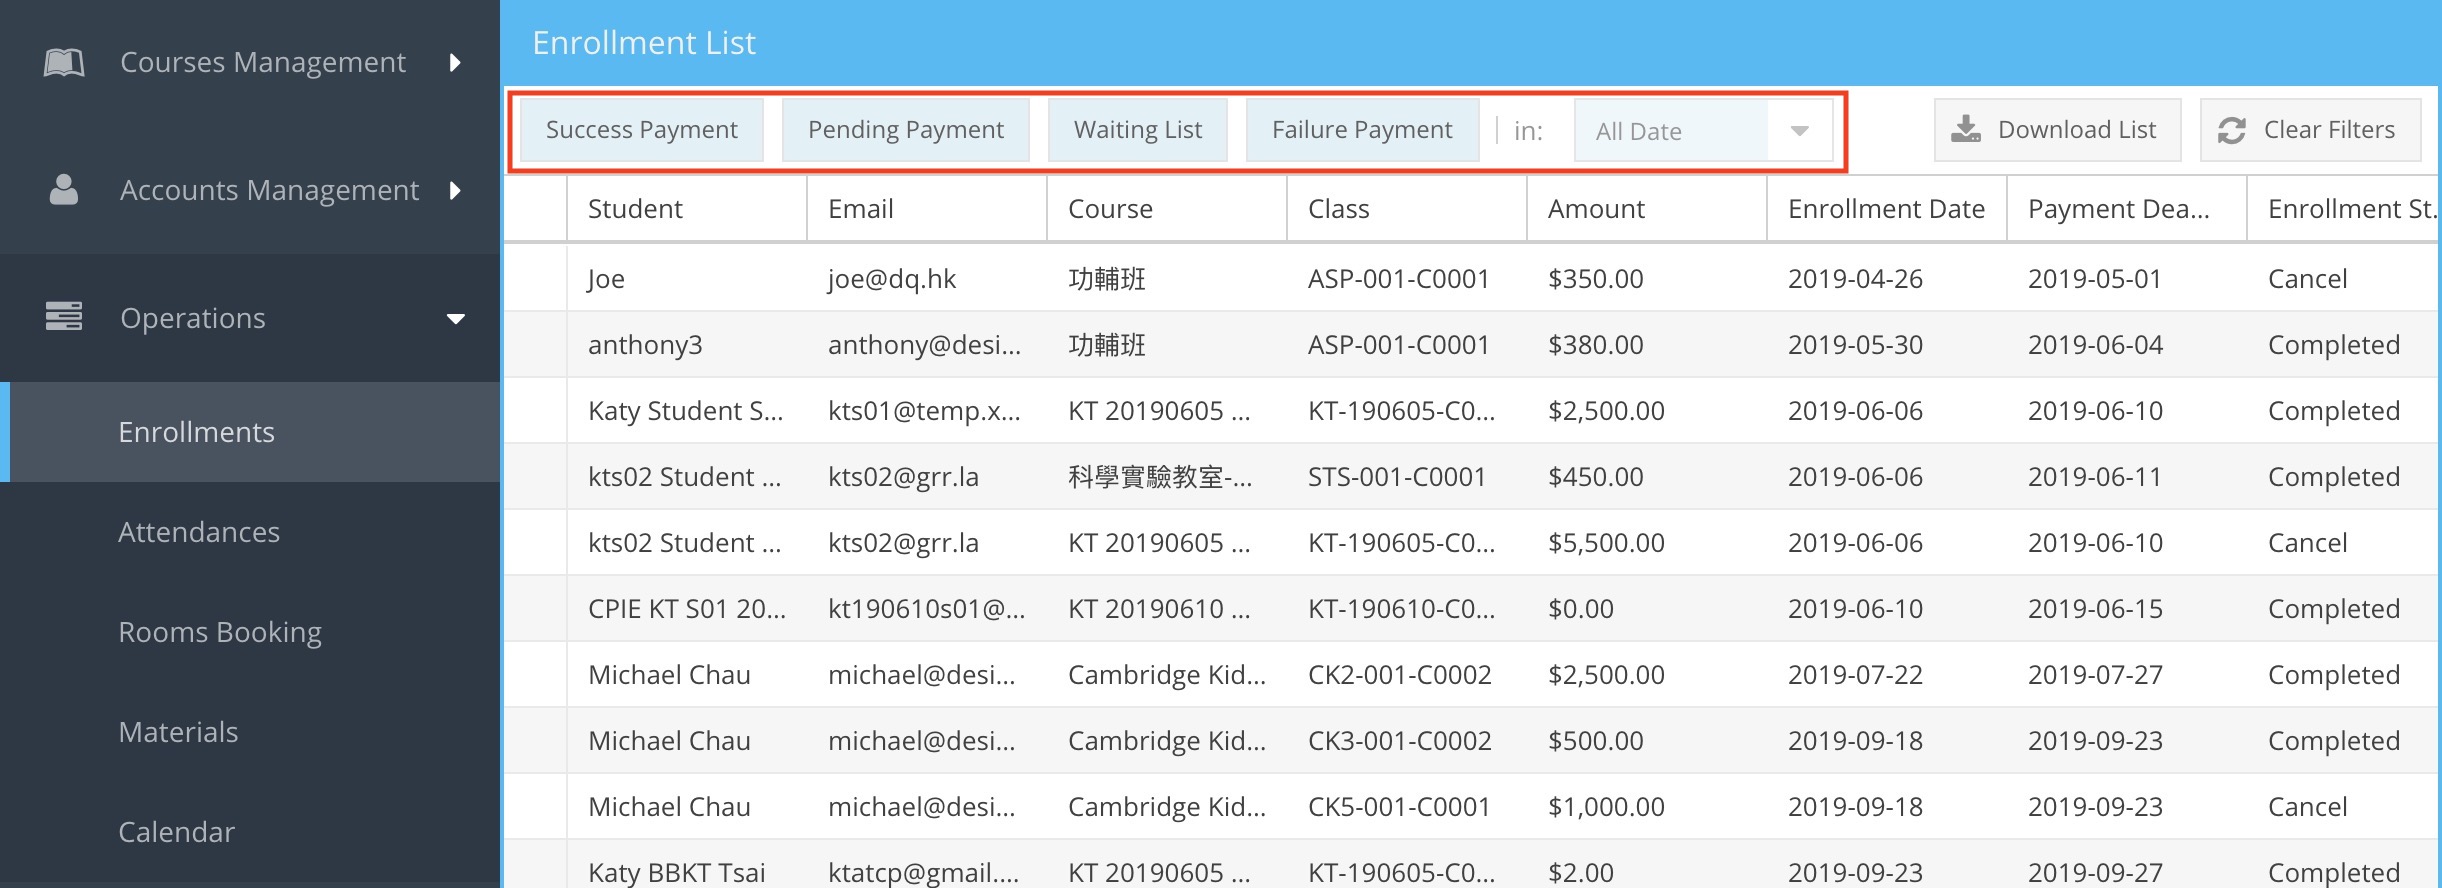 Courses Management
Accounts Management
Operations
Enrollments
Attendances
Rooms Booking
Materials
Calendar
Enrollment List
Success Payment Pending Payment Waiting List Failure Payment in: All Date Download List Clear Filters
Student Email Course Class Amount Enrollment Date Payment Dea... Enrollment St..
Joe joe@dq.hk 功輔班 ASP-001-C0001 $350.00 2019-04-26 2019-05-01 Cancel
anthony3 anthony@desi... 功輔班 ASP-001-C0001 $380.00 2019-05-30 2019-06-04 Completed
Katy Student S... kts01@temp.x... KT 20190605 ... KT-190605-C0... $2,500.00 2019-06-06 2019-06-10 Completed
kts02 Student ... kts02@grr.la 科學實驗教室-... STS-001-C0001 $450.00 2019-06-06 2019-06-11 Completed
kts02 Student ... kts02@grr.la KT 20190605 ... KT-190605-C0... $5,500.00 2019-06-06 2019-06-10 Cancel
CPIE KT S01 20... kt190610s01@... KT 20190610 ... KT-190610-C0... $0.00 2019-06-10 2019-06-15 Completed
Michael Chau michael@desi... Cambridge Kid... CK2-001-C0002 $2,500.00 2019-07-22 2019-07-27 Completed
Michael Chau michael@desi... Cambridge Kid... CK3-001-C0002 $500.00 2019-09-18 2019-09-23 Completed
Michael Chau michael@desi... Cambridge Kid... CK5-001-C0001 $1,000.00 2019-09-18 2019-09-23 Cancel
Katy BBKT Tsai ktatcp@gmail.... KT 20190605 ... KT-190605-C0... $2.00 2019-09-23 2019-09-27 Completed